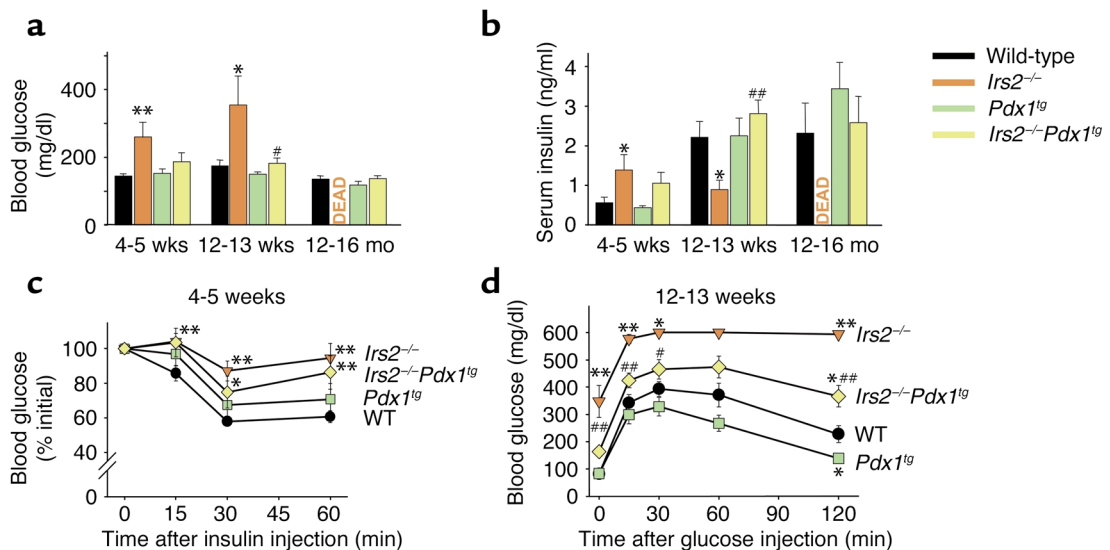 a
Blood glucose
(mg/dl)
400
200
0
**
*
#
DEAD
4-5 wks
12-13 wks
12-16 mo
b
Serum insulin (ng/ml)
4
3
2
1
0
*
*
##
DEAD
4-5 wks
12-13 wks
12-16 mo
Wild-type
Irs2–/–
Pdx1tg
Irs2–/–Pdx1tg
c
4-5 weeks
Blood glucose
(% initial)
100
80
60
40
0
**
**
*
**
**
Irs2–/–
Irs2–/–Pdx1tg
Pdx1tg
WT
0 15 30 45 60 (min)
Time after insulin injection
d
12-13 weeks
Blood glucose (mg/dl)
600
500
400
300
200
100
0
**
##
**
##
*
#
**
*##
*
Irs2–/–
Irs2–/–Pdx1tg
WT
Pdx1tg
0 30 60 90 120
Time after glucose injection (min)